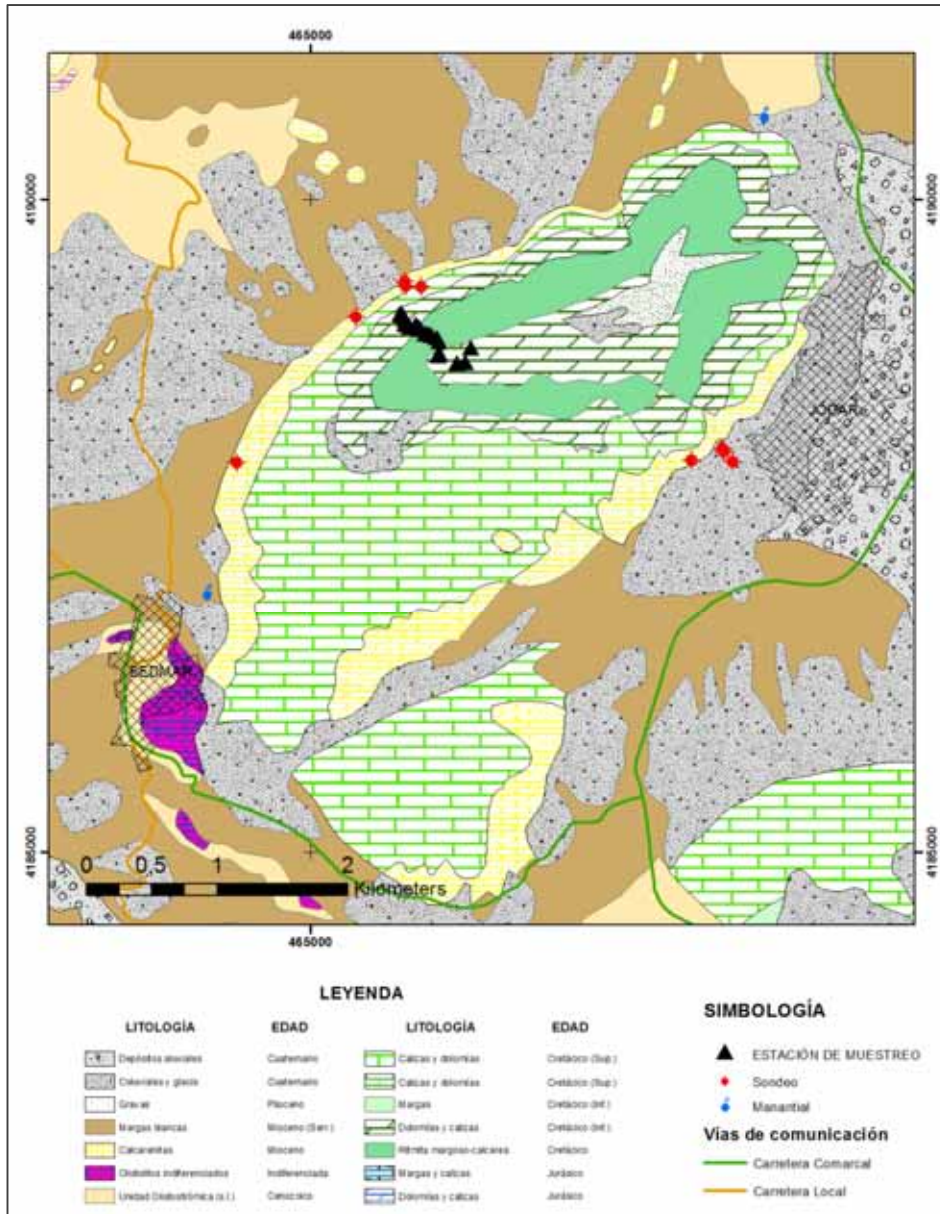 465000
4190000
4190000
JODAR
BEDMAR
4185000
4185000
0 0,5 1 2
Kilometers
465000
LEYENDA
LITOLOGÍA EDAD LITOLOGÍA EDAD
Depósitos aluviales Cuaternario Calizas y dolomías Cretácico (Sup.)
Coluviales y glacis Cuaternario Calizas y dolomías Cretácico (Sup.)
Gravas Plioceno Margas Cretácico (Inf.)
Margas blancas Mioceno (Serr.) Dolomías y calizas Cretácico (Inf.)
Calcarenitas Mioceno Ritmita margoso-calcárea Cretácico
Olistolitos indiferenciados Indiferenciada Margas y calizas Jurásico
Unidad Olistostrómica (s.l.) Cenozoico Dolomías y calizas Jurásico
SIMBOLOGÍA
ESTACIÓN DE MUESTREO
Sondeo
Manantial
Vías de comunicación
Carretera Comarcal
Carretera Local